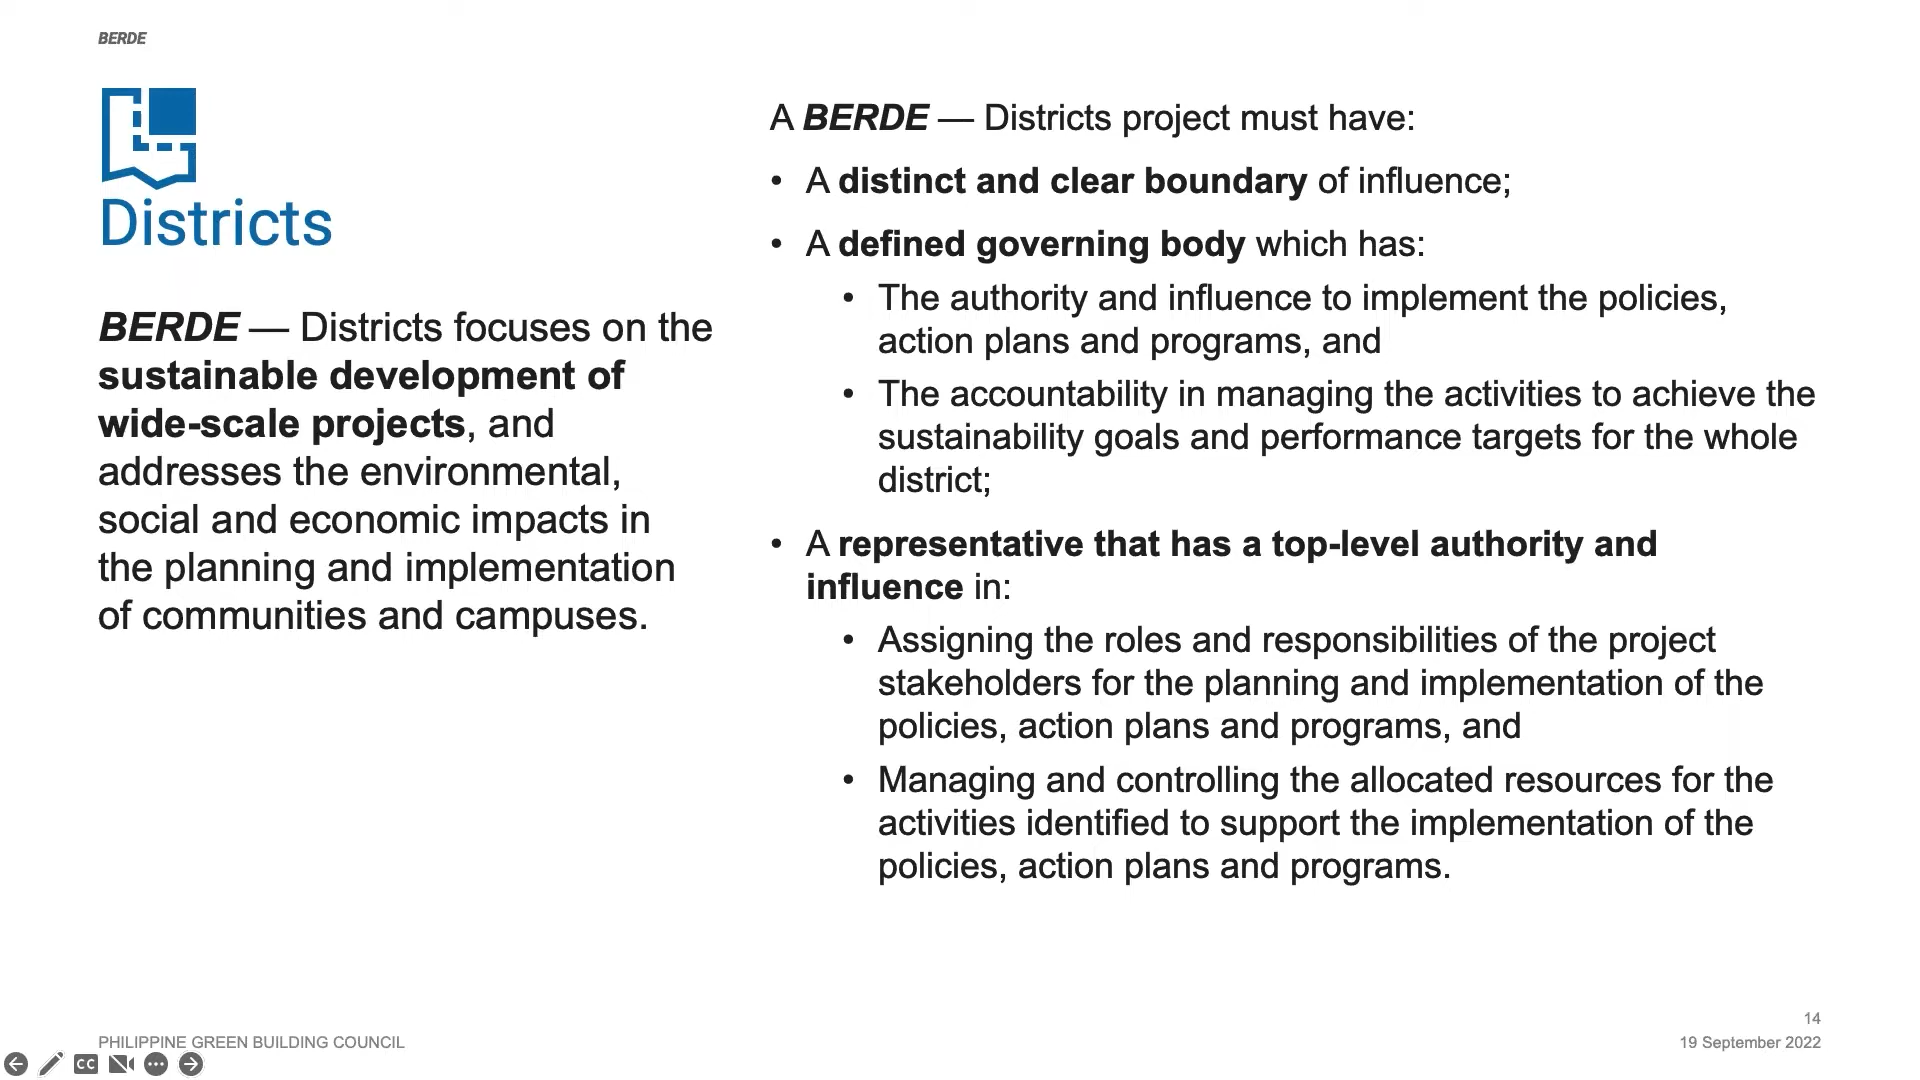 BERDE
Districts
BERDE — Districts focuses on the
sustainable development of
wide-scale projects, and
addresses the environmental,
social and economic impacts in
the planning and implementation
of communities and campuses.
A BERDE — Districts project must have:
• A distinct and clear boundary of influence;
• A defined governing body which has:
• The authority and influence to implement the policies,
action plans and programs, and
• The accountability in managing the activities to achieve the
sustainability goals and performance targets for the whole
district;
• A representative that has a top-level authority and
influence in:
• Assigning the roles and responsibilities of the project
stakeholders for the planning and implementation of the
policies, action plans and programs, and
• Managing and controlling the allocated resources for the
activities identified to support the implementation of the
policies, action plans and programs.
14
PHILIPPINE GREEN BUILDING COUNCIL
19 September 2022
CC